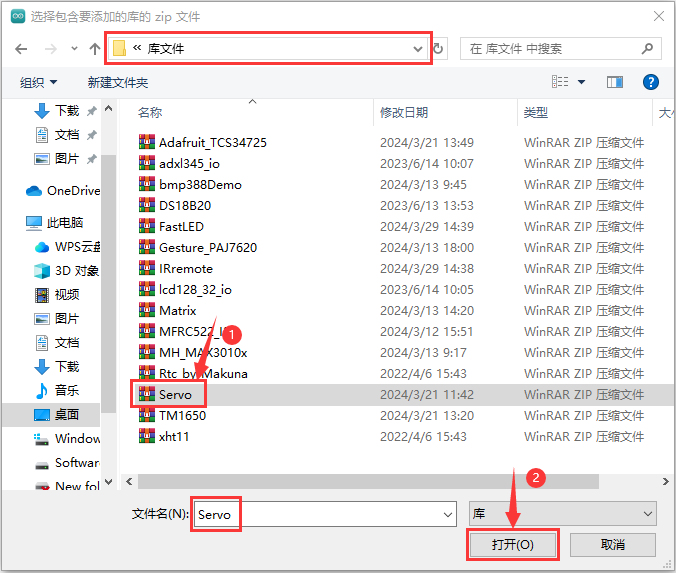 选择包含要添加的库的 zip 文件
« 库文件
在 库文件 中搜索
组织
新建文件夹
名称 修改日期 类型 大
下载
文档
图片
OneDrive
此电脑
WPS云盘
3D 对象
视频
图片
文档
下载
音乐
桌面
Window
Software
New fol
Adafruit_TCS34725 2024/3/21 13:49 WinRAR ZIP 压缩文件
adxl345_io 2023/6/14 10:07 WinRAR ZIP 压缩文件
bmp388Demo 2024/3/13 9:45 WinRAR ZIP 压缩文件
DS18B20 2023/6/13 13:53 WinRAR ZIP 压缩文件
FastLED 2024/3/29 14:39 WinRAR ZIP 压缩文件
Gesture_PAJ7620 2024/3/13 18:00 WinRAR ZIP 压缩文件
IRremote 2024/3/29 14:38 WinRAR ZIP 压缩文件
lcd128_32_io 2023/6/14 10:05 WinRAR ZIP 压缩文件
Matrix 2024/3/13 14:20 WinRAR ZIP 压缩文件
MFRC522_I 2024/3/12 15:51 WinRAR ZIP 压缩文件
MH_MAX3010x 2024/3/13 9:17 WinRAR ZIP 压缩文件
Rtc_by_Makuna 2022/4/6 15:43 WinRAR ZIP 压缩文件
Servo 2024/3/21 11:42 WinRAR ZIP 压缩文件
TM1650 2024/3/21 13:20 WinRAR ZIP 压缩文件
xht11 2022/4/6 15:43 WinRAR ZIP 压缩文件
1
2
文件名(N): Servo 库
打开(O) 取消